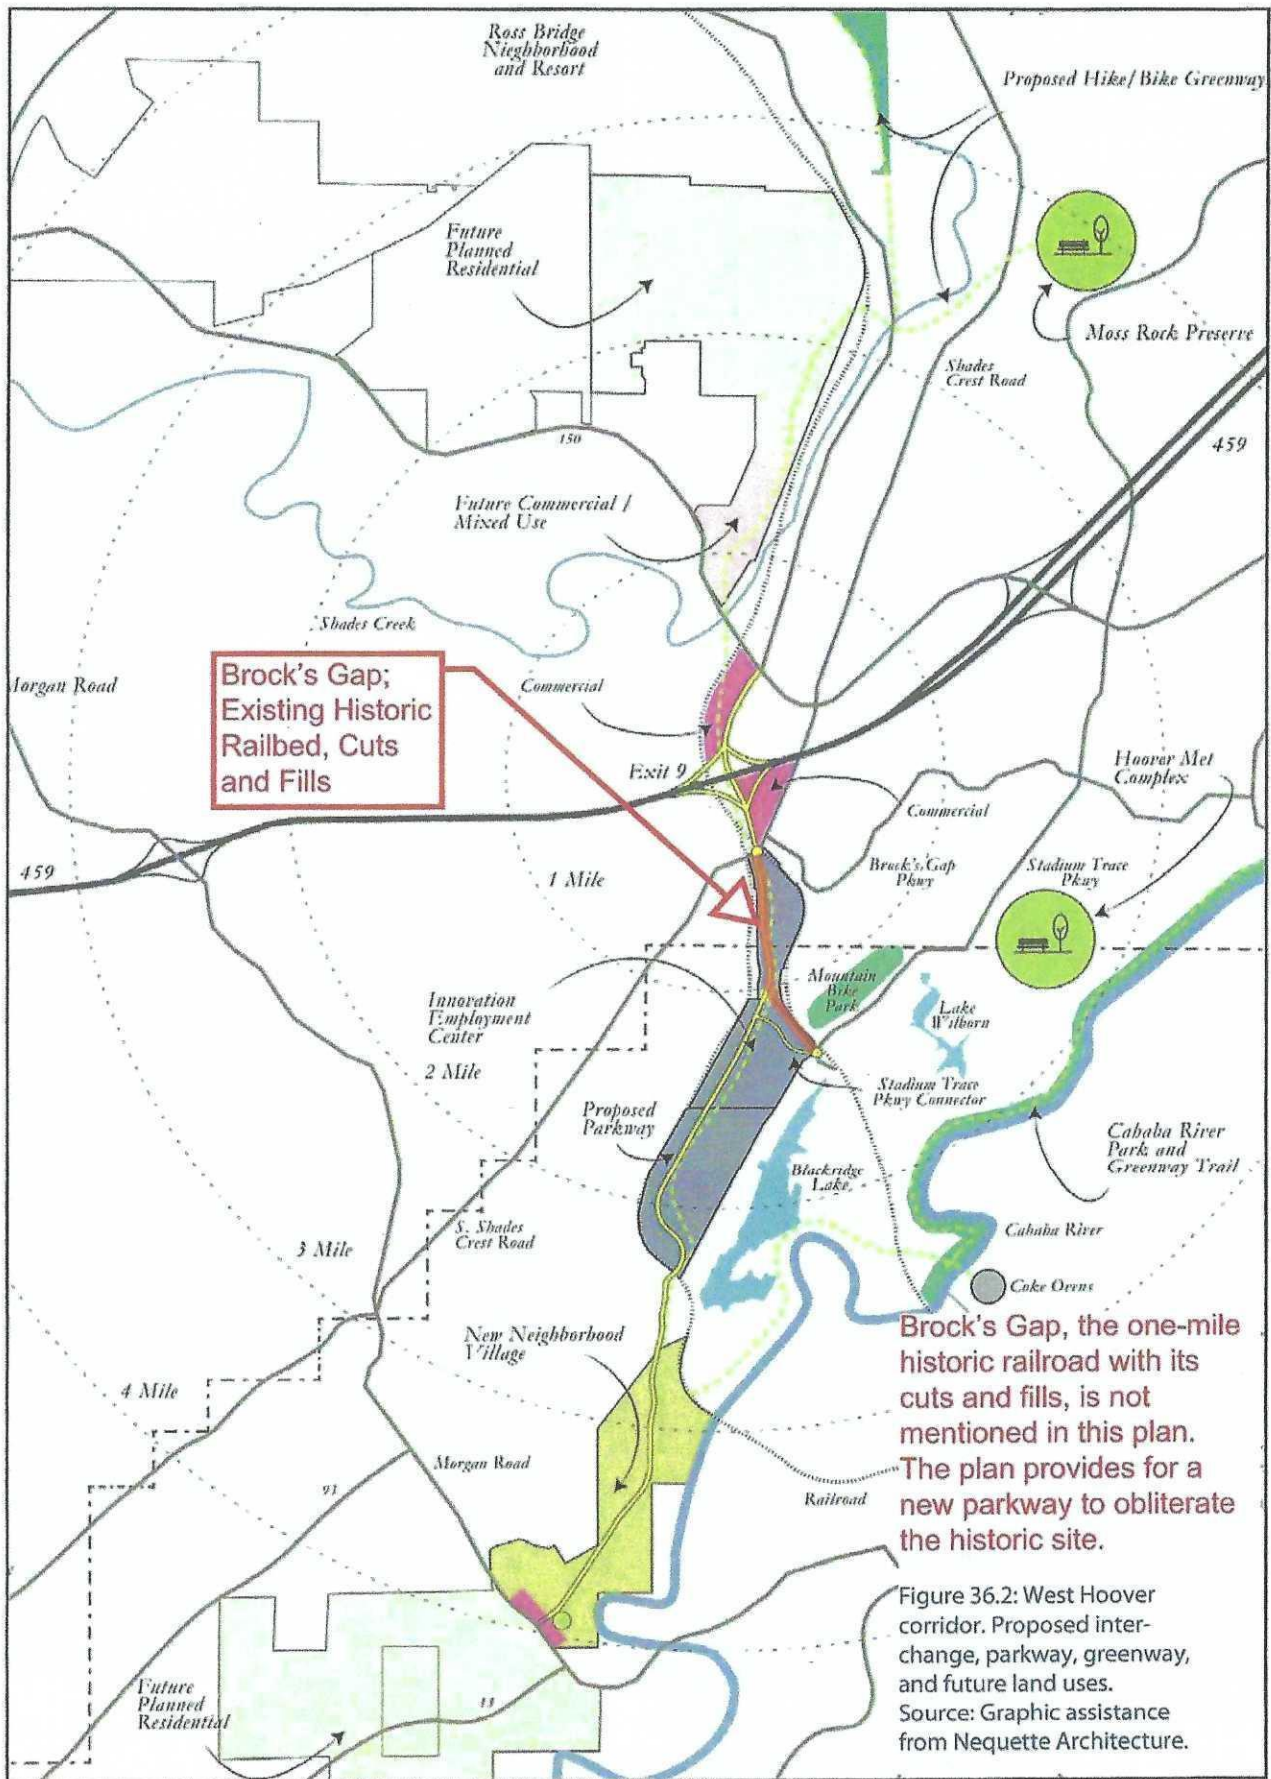 Ross Bridge
Nieghborhood
and Resort
Proposed Hike/Bike Greenway
Future
Planned
Residential
Moss Rock Preserve
Shades
Crest Road
150
459
Future Commercial /
Mixed Use
Shades Creek
Morgan Road
Brock's Gap;
Existing Historic
Railbed, Cuts
and Fills
Commercial
Exit 9
Hoover Met
Complex
Commercial
459
1 Mile
Brock's Gap
Pkwy
Stadium Trace
Pkwy
Innovation
Employment
Center
Mountain
Bike
Park
Lake
Wilborn
2 Mile
Stadium Trace
Pkwy Connector
Proposed
Parkway
Cahaba River
Park and
Greenway Trail
Blackridge
Lake
S. Shades
Crest Road
3 Mile
Cahaba River
Coke Ovens
New Neighborhood
Village
Brock's Gap, the one-mile
historic railroad with its
cuts and fills, is not
mentioned in this plan.
The plan provides for a
new parkway to obliterate
the historic site.
4 Mile
Morgan Road
91
Railroad
Figure 36.2: West Hoover
corridor. Proposed inter-
change, parkway, greenway,
and future land uses.
Source: Graphic assistance
from Nequette Architecture.
Future
Planned
Residential